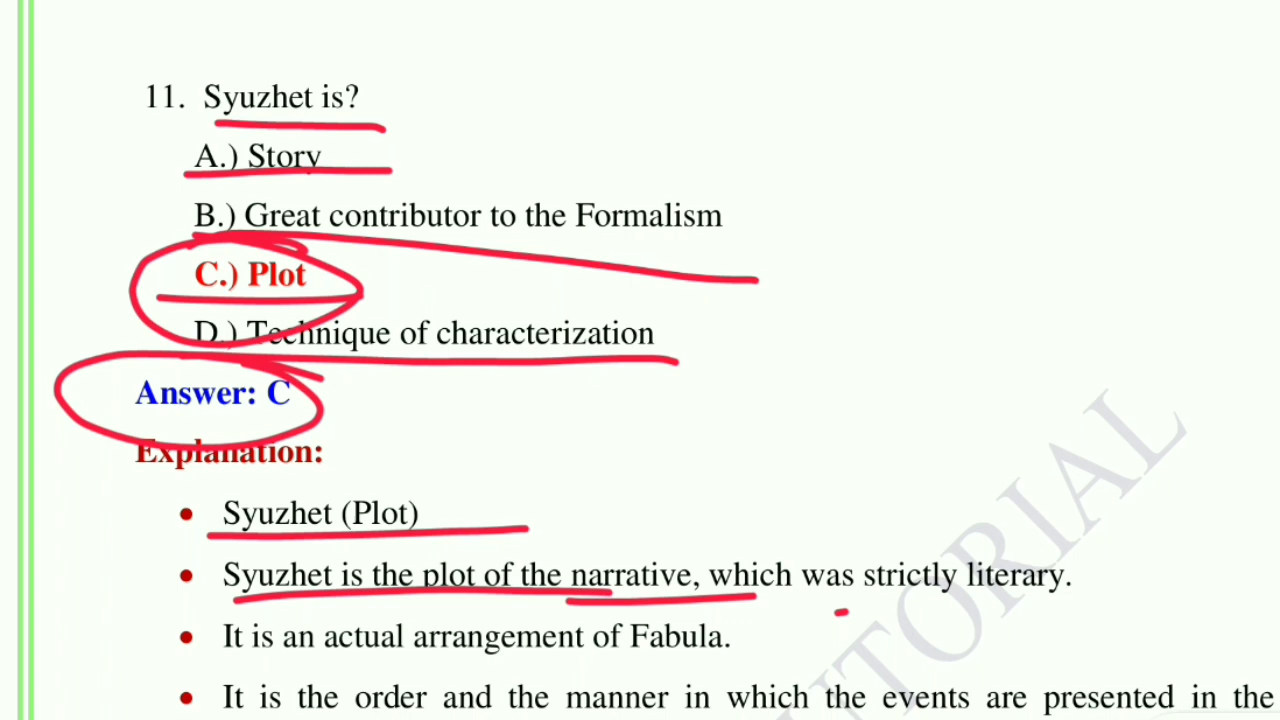 11. Syuzhet is?
A.) Story
B.) Great contributor to the Formalism
C.) Plot
D.) Technique of characterization
Answer: C
Explanation:
• Syuzhet (Plot)
• Syuzhet is the plot of the narrative, which was strictly literary.
• It is an actual arrangement of Fabula.
• It is the order and the manner in which the events are presented in the